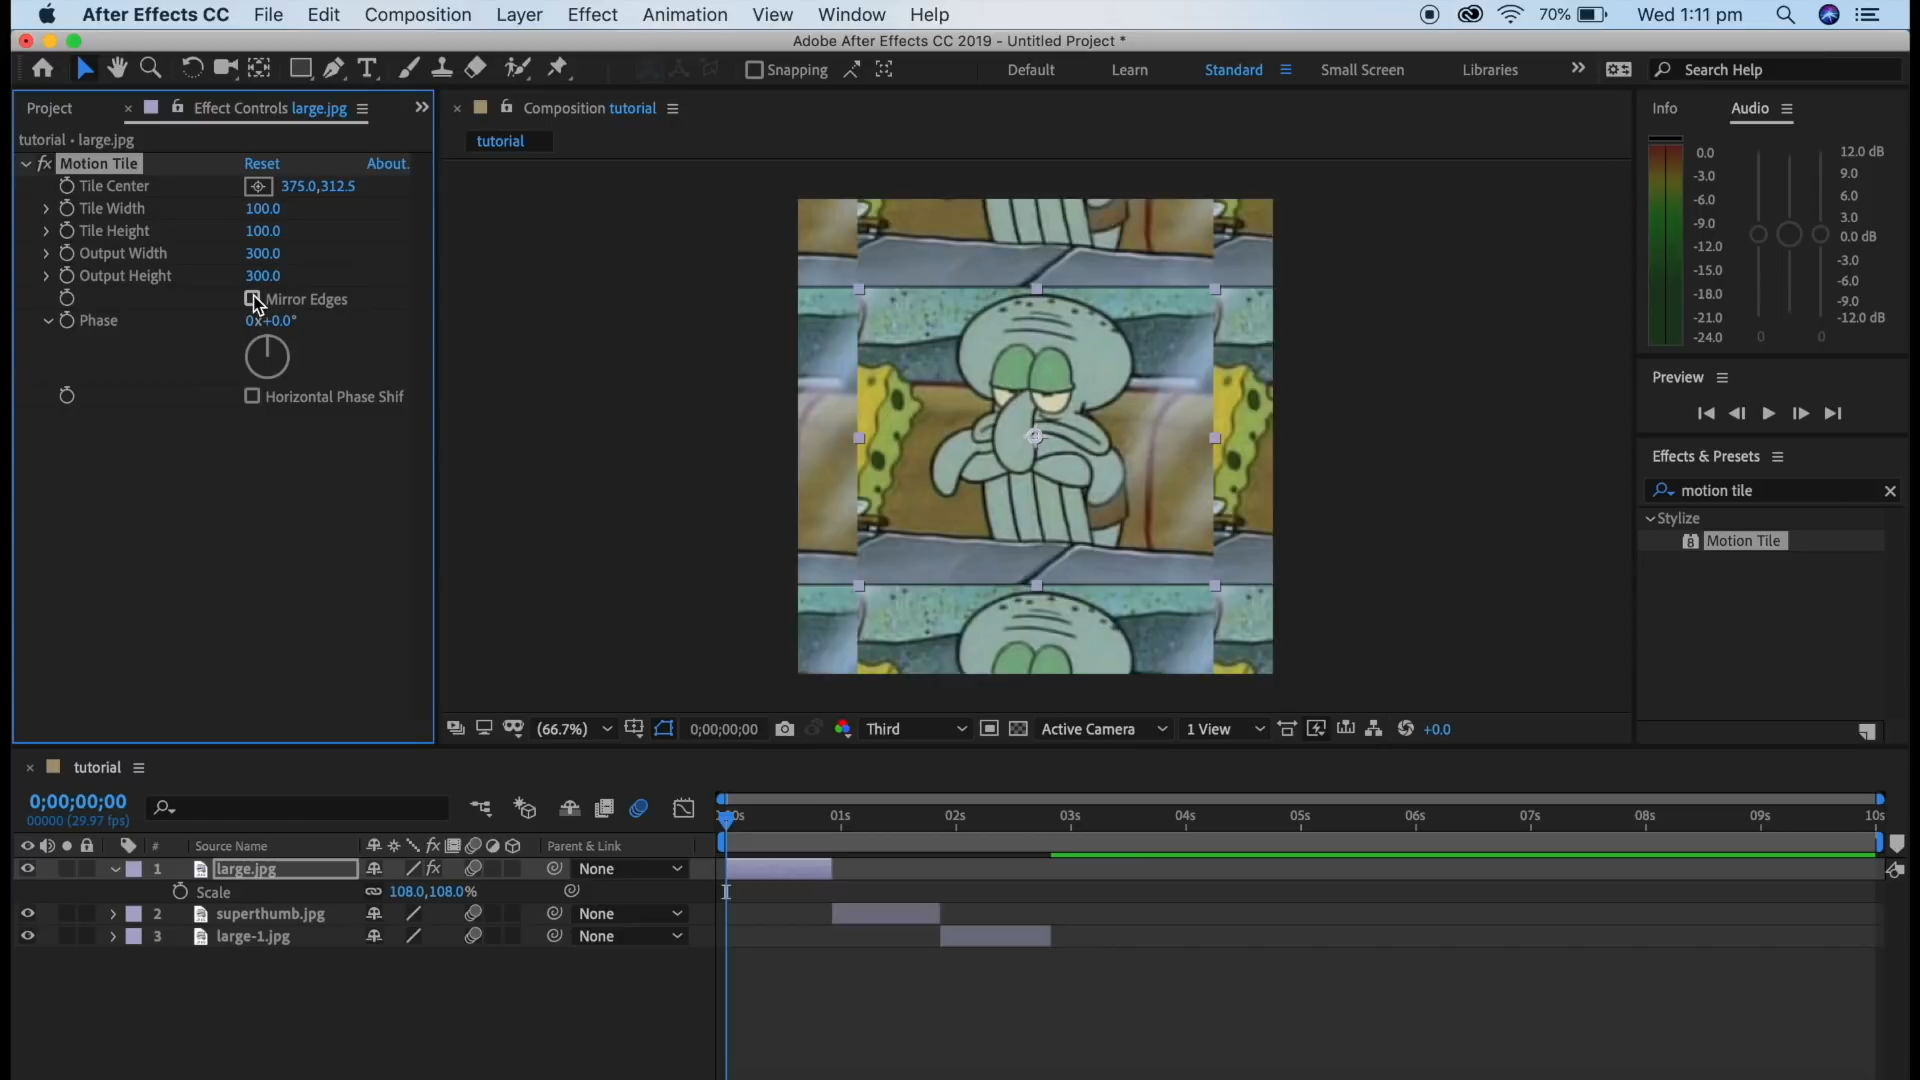 After Effects CC File Edit Composition Layer Effect Animation View Window Help 70% Wed 1:11 pm
Adobe After Effects CC 2019 - Untitled Project *
Snapping Default Learn Standard Small Screen Libraries Search Help
Project Effect Controls large.jpg
tutorial • large.jpg
fx Motion Tile Reset About.
Tile Center 375.0,312.5
Tile Width 100.0
Tile Height 100.0
Output Width 300.0
Output Height 300.0
Mirror Edges
Phase 0x+0.0°
Horizontal Phase Shif
Composition tutorial
tutorial
(66.7%) 0;00;00;00 Third Active Camera 1 View +0.0
Info Audio
0.0 12.0 dB
-3.0 9.0
-6.0 6.0
-9.0 3.0
-12.0 0.0 dB
-15.0 -3.0
-18.0 -6.0
-21.0 -9.0
-24.0 -12.0 dB
0 0
Preview
Effects & Presets
motion tile
Stylize
Motion Tile
tutorial
0;00;00;00
00000 (29.97 fps)
01s 02s 03s 04s 05s 06s 07s 08s 09s 10s
# Source Name fx Parent & Link
1 large.jpg fx None
Scale 108.0,108.0%
2 superthumb.jpg None
3 large-1.jpg None